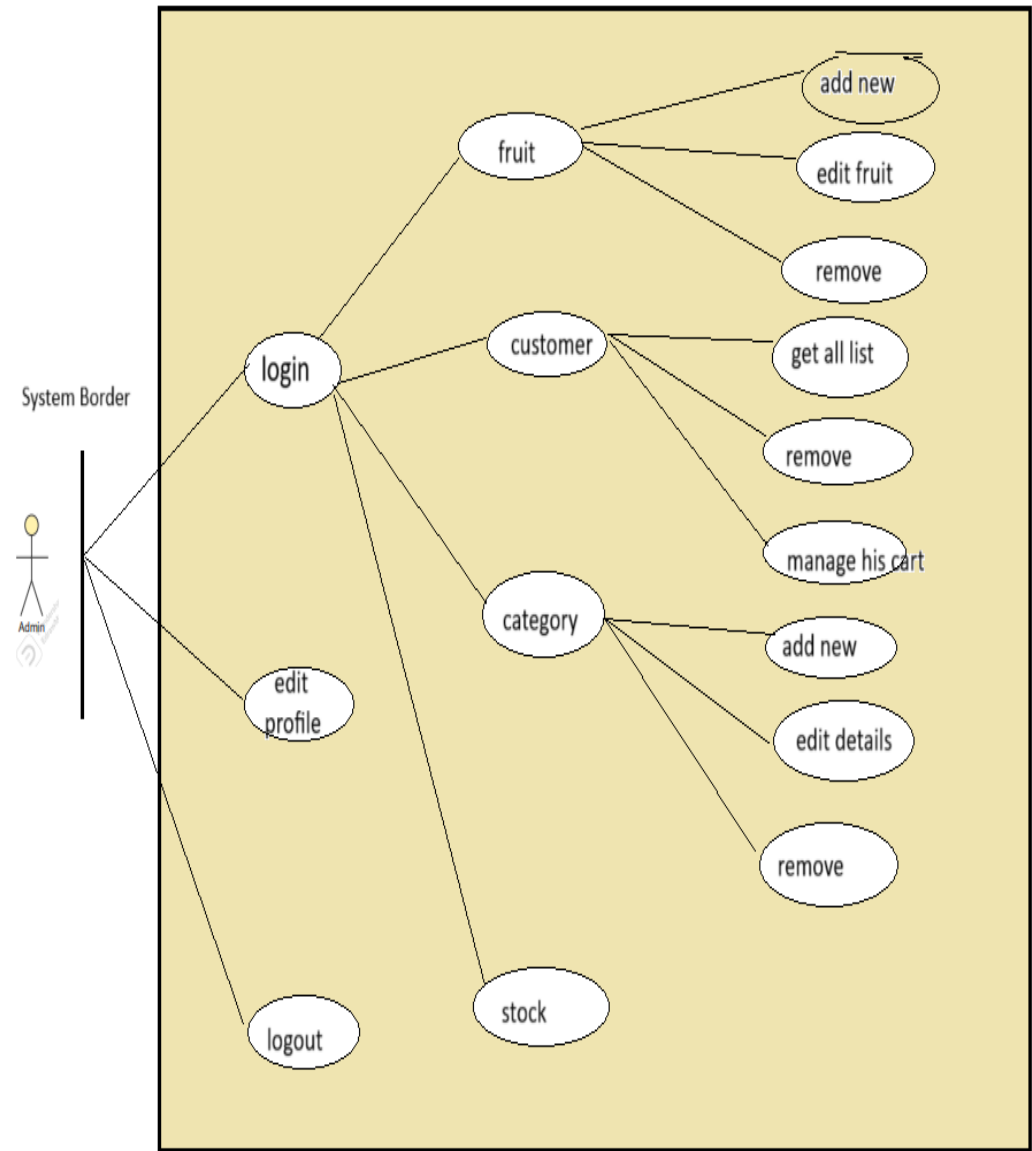 add new
fruit
edit fruit
remove
customer
get all list
login
System Border
remove
manage his cart
Admin
category
add new
edit
profile
edit details
remove
stock
logout